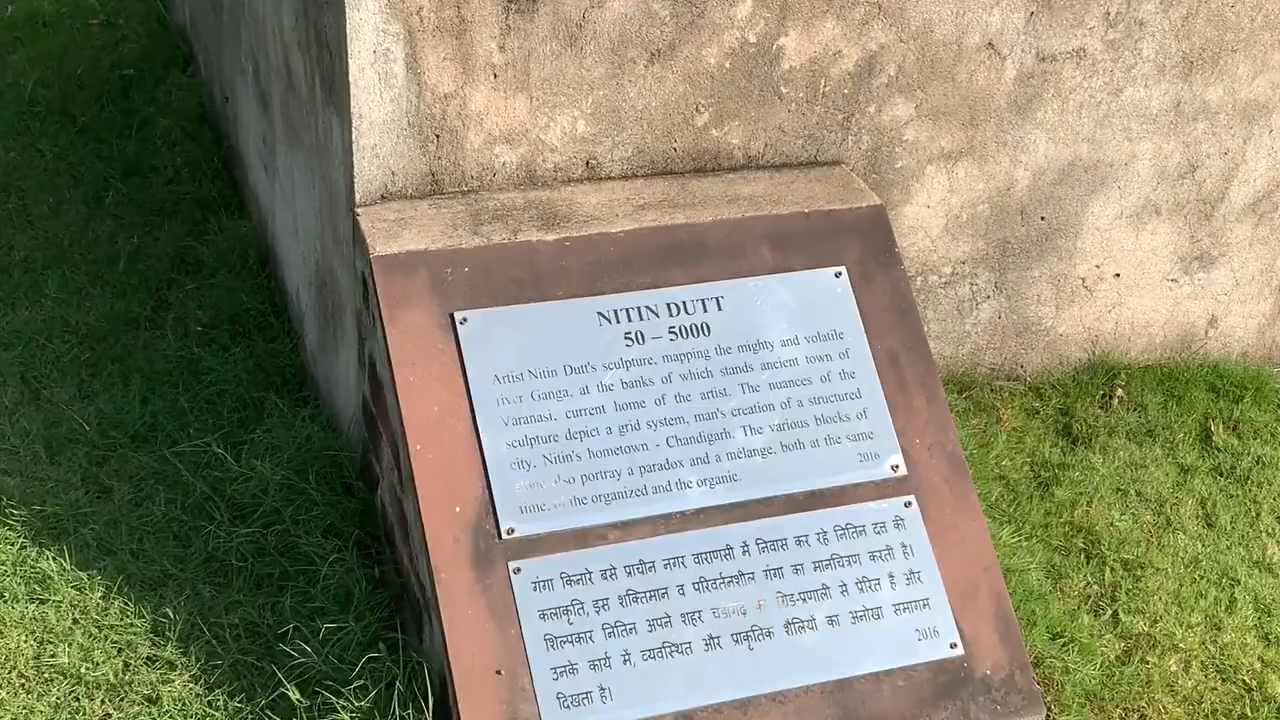 NITIN DUTT
50 – 5000
Artist Nitin Dutt's sculpture, mapping the mighty and volatile
river Ganga, at the banks of which stands ancient town of
Varanasi, current home of the artist. The nuances of the
sculpture depict a grid system, man's creation of a structured
city, Nitin's hometown - Chandigarh. The various blocks of
stone also portray a paradox and a mélange, both at the same
time, of the organized and the organic.
2016
गंगा किनारे बसे प्राचीन नगर वाराणसी में निवास कर रहे नितिन दत्त की
कलाकृति, इस शक्तिमान व परिवर्तनशील गंगा का मानचित्रण करती है।
शिल्पकार नितिन अपने शहर चंडीगढ़ के ग्रिड-प्रणाली से प्रेरित हैं और
उनके कार्य में, व्यवस्थित और प्राकृतिक शैलियों का अनोखा समागम
दिखता है।
2016